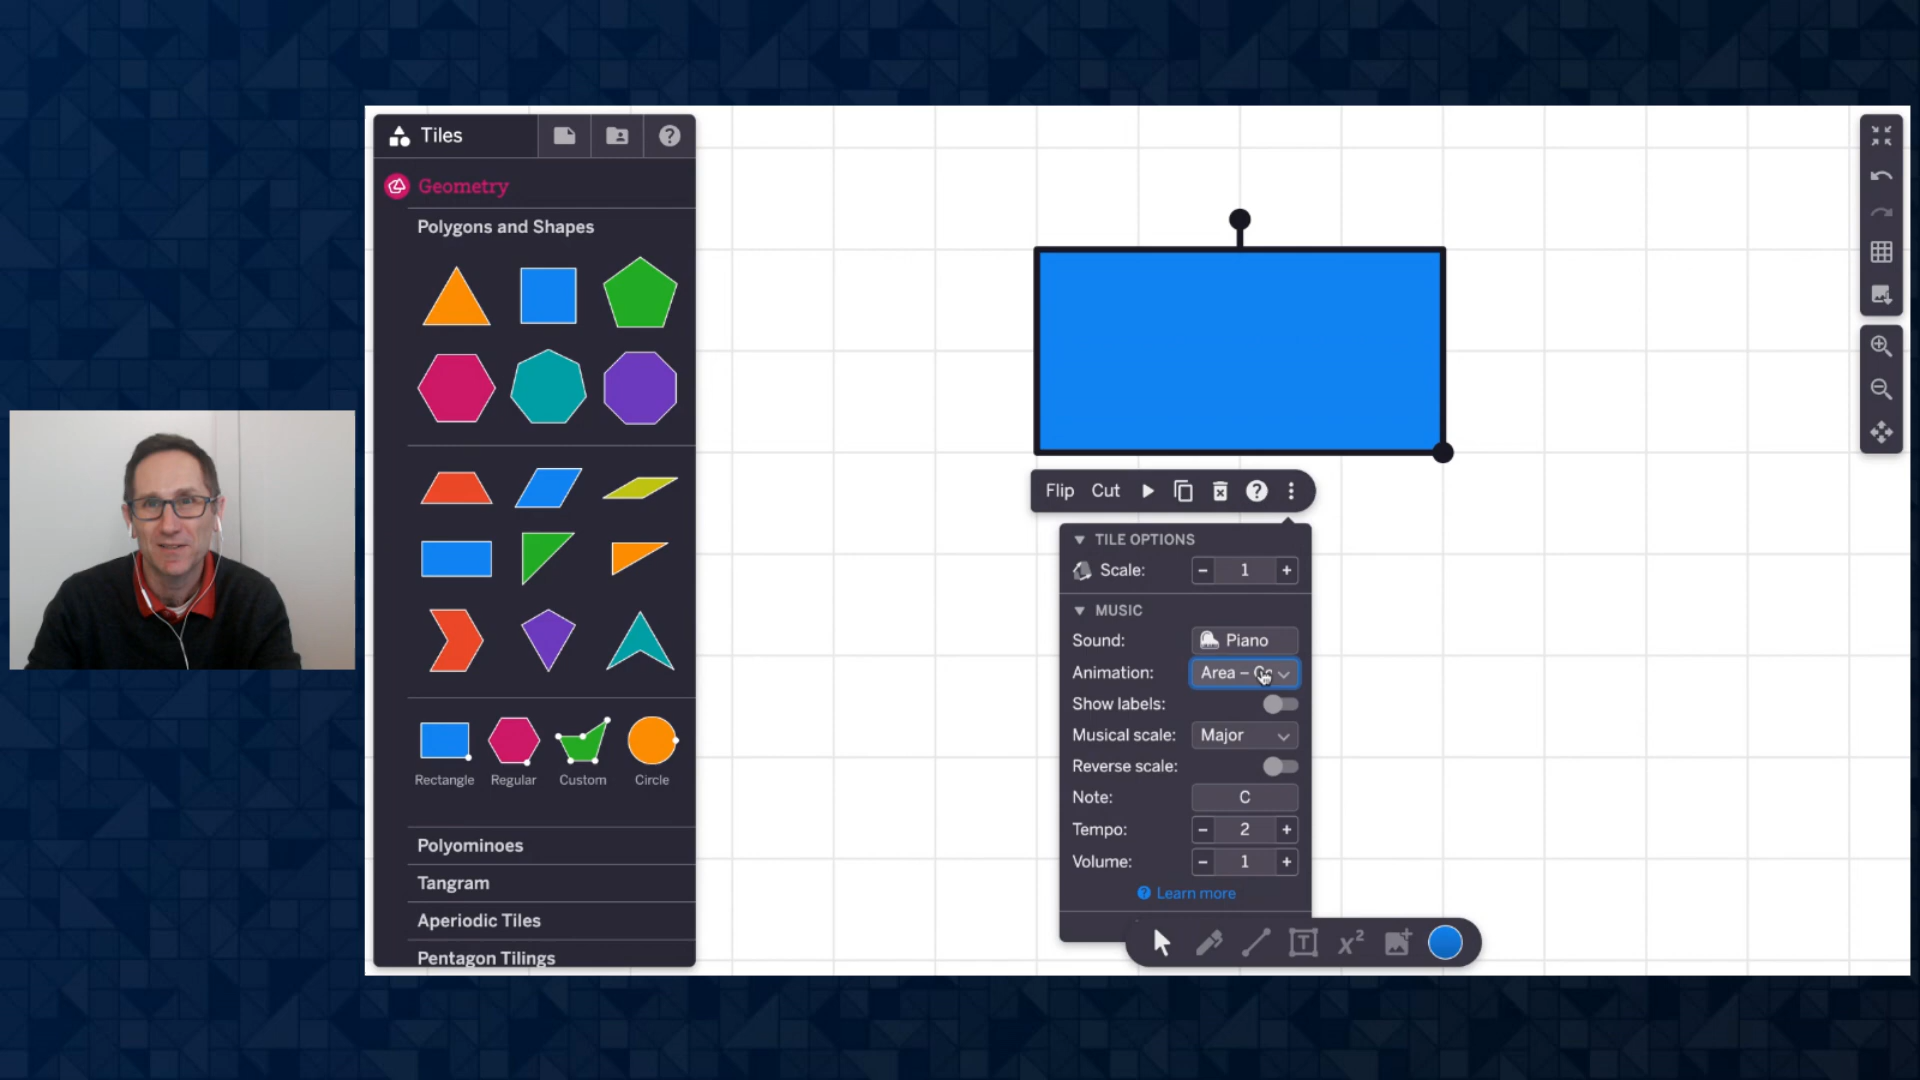 Tiles
Geometry
Polygons and Shapes
Rectangle Regular Custom Circle
Polyominoes
Tangram
Aperiodic Tiles
Pentagon Tilings
Flip Cut
TILE OPTIONS
Scale: − 1 +
MUSIC
Sound: Piano
Animation: Area –
Show labels:
Musical scale: Major
Reverse scale:
Note: C
Tempo: − 2 +
Volume: − 1 +
Learn more
T x²